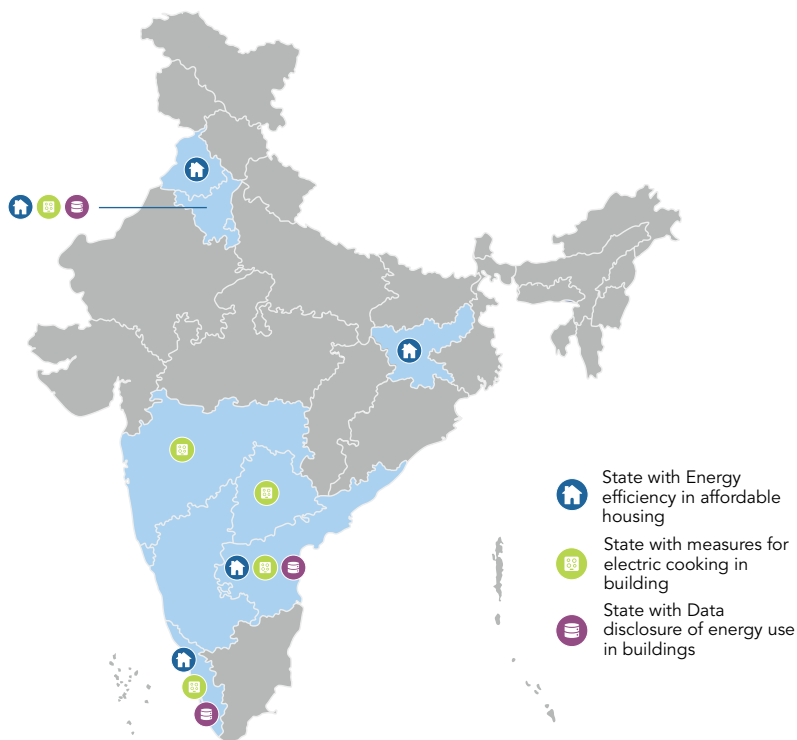 State with Energy
efficiency in affordable
housing
State with measures for
electric cooking in
building
State with Data
disclosure of energy use
in buildings